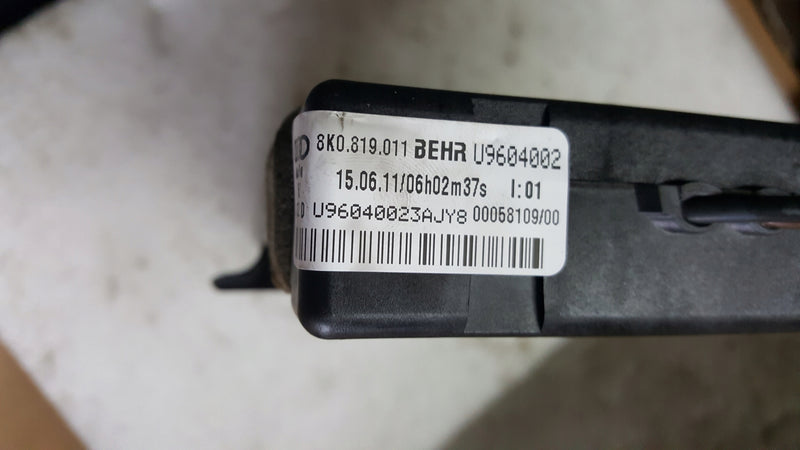 8K0.819.011 BEHR U9604002
15.06.11/06h02m37s I:01
U96040023AJY8 00058109/00